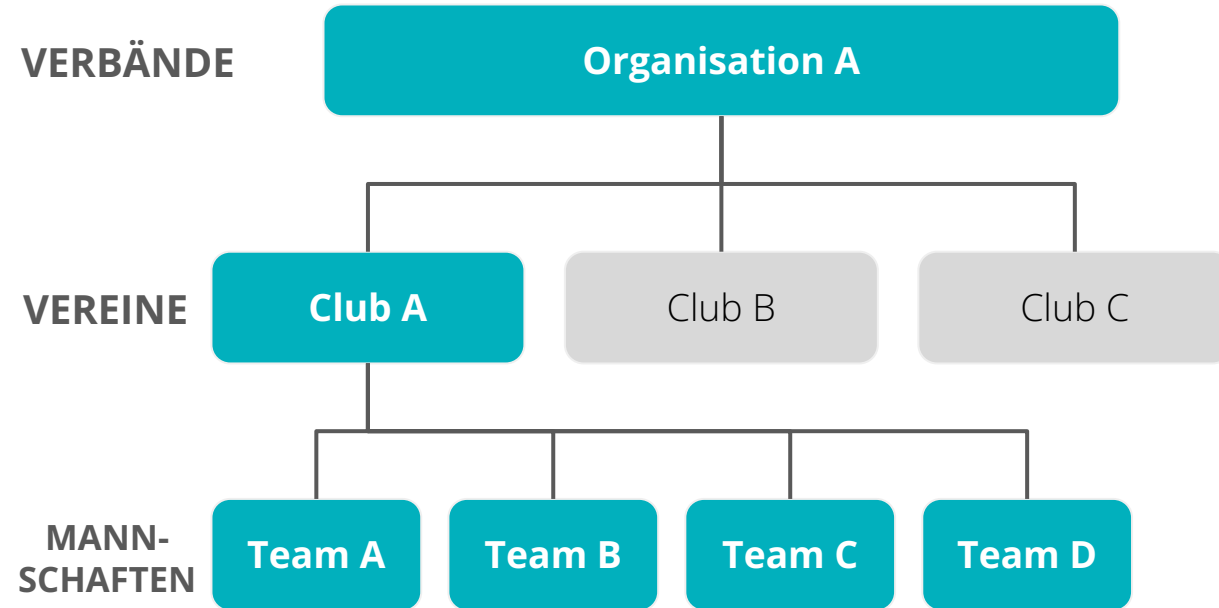 VERBÄNDE
Organisation A
VEREINE
Club A
Club B
Club C
MANN-
SCHAFTEN
Team A
Team B
Team C
Team D